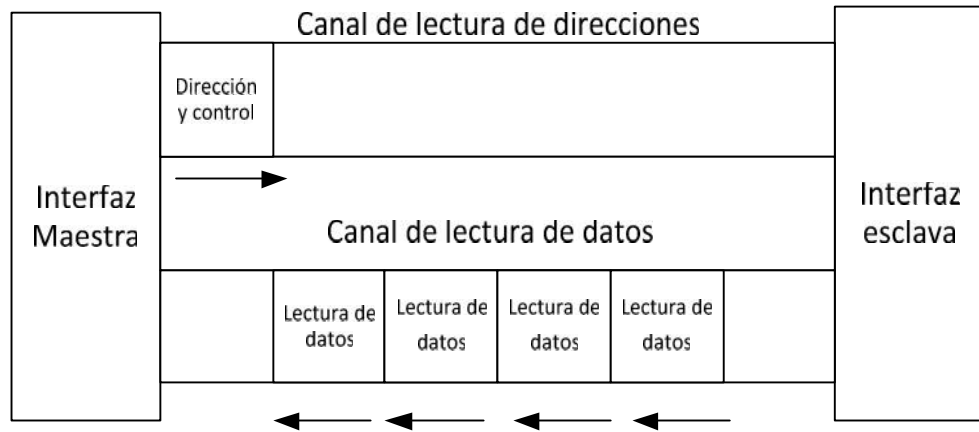 Canal de lectura de direcciones
Dirección
y control
Interfaz
Maestra
Interfaz
esclava
Canal de lectura de datos
Lectura de
datos
Lectura de
datos
Lectura de
datos
Lectura de
datos